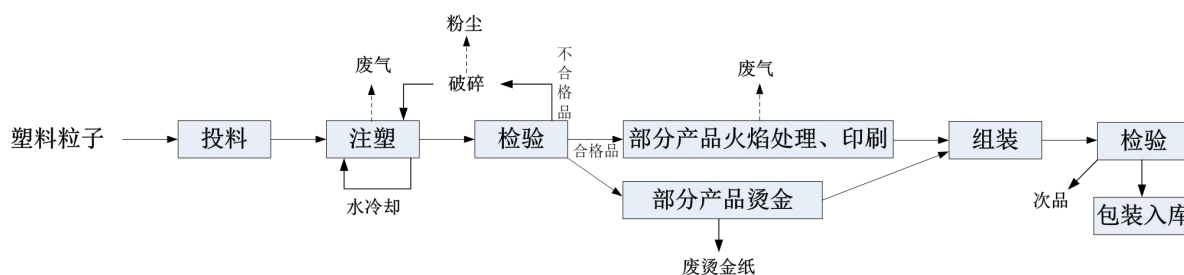 粉尘
不合格品
废气
破碎
废气
塑料粒子
投料
注塑
检验
合格品
部分产品火焰处理、印刷
组装
检验
水冷却
部分产品烫金
次品
包装入库
废烫金纸